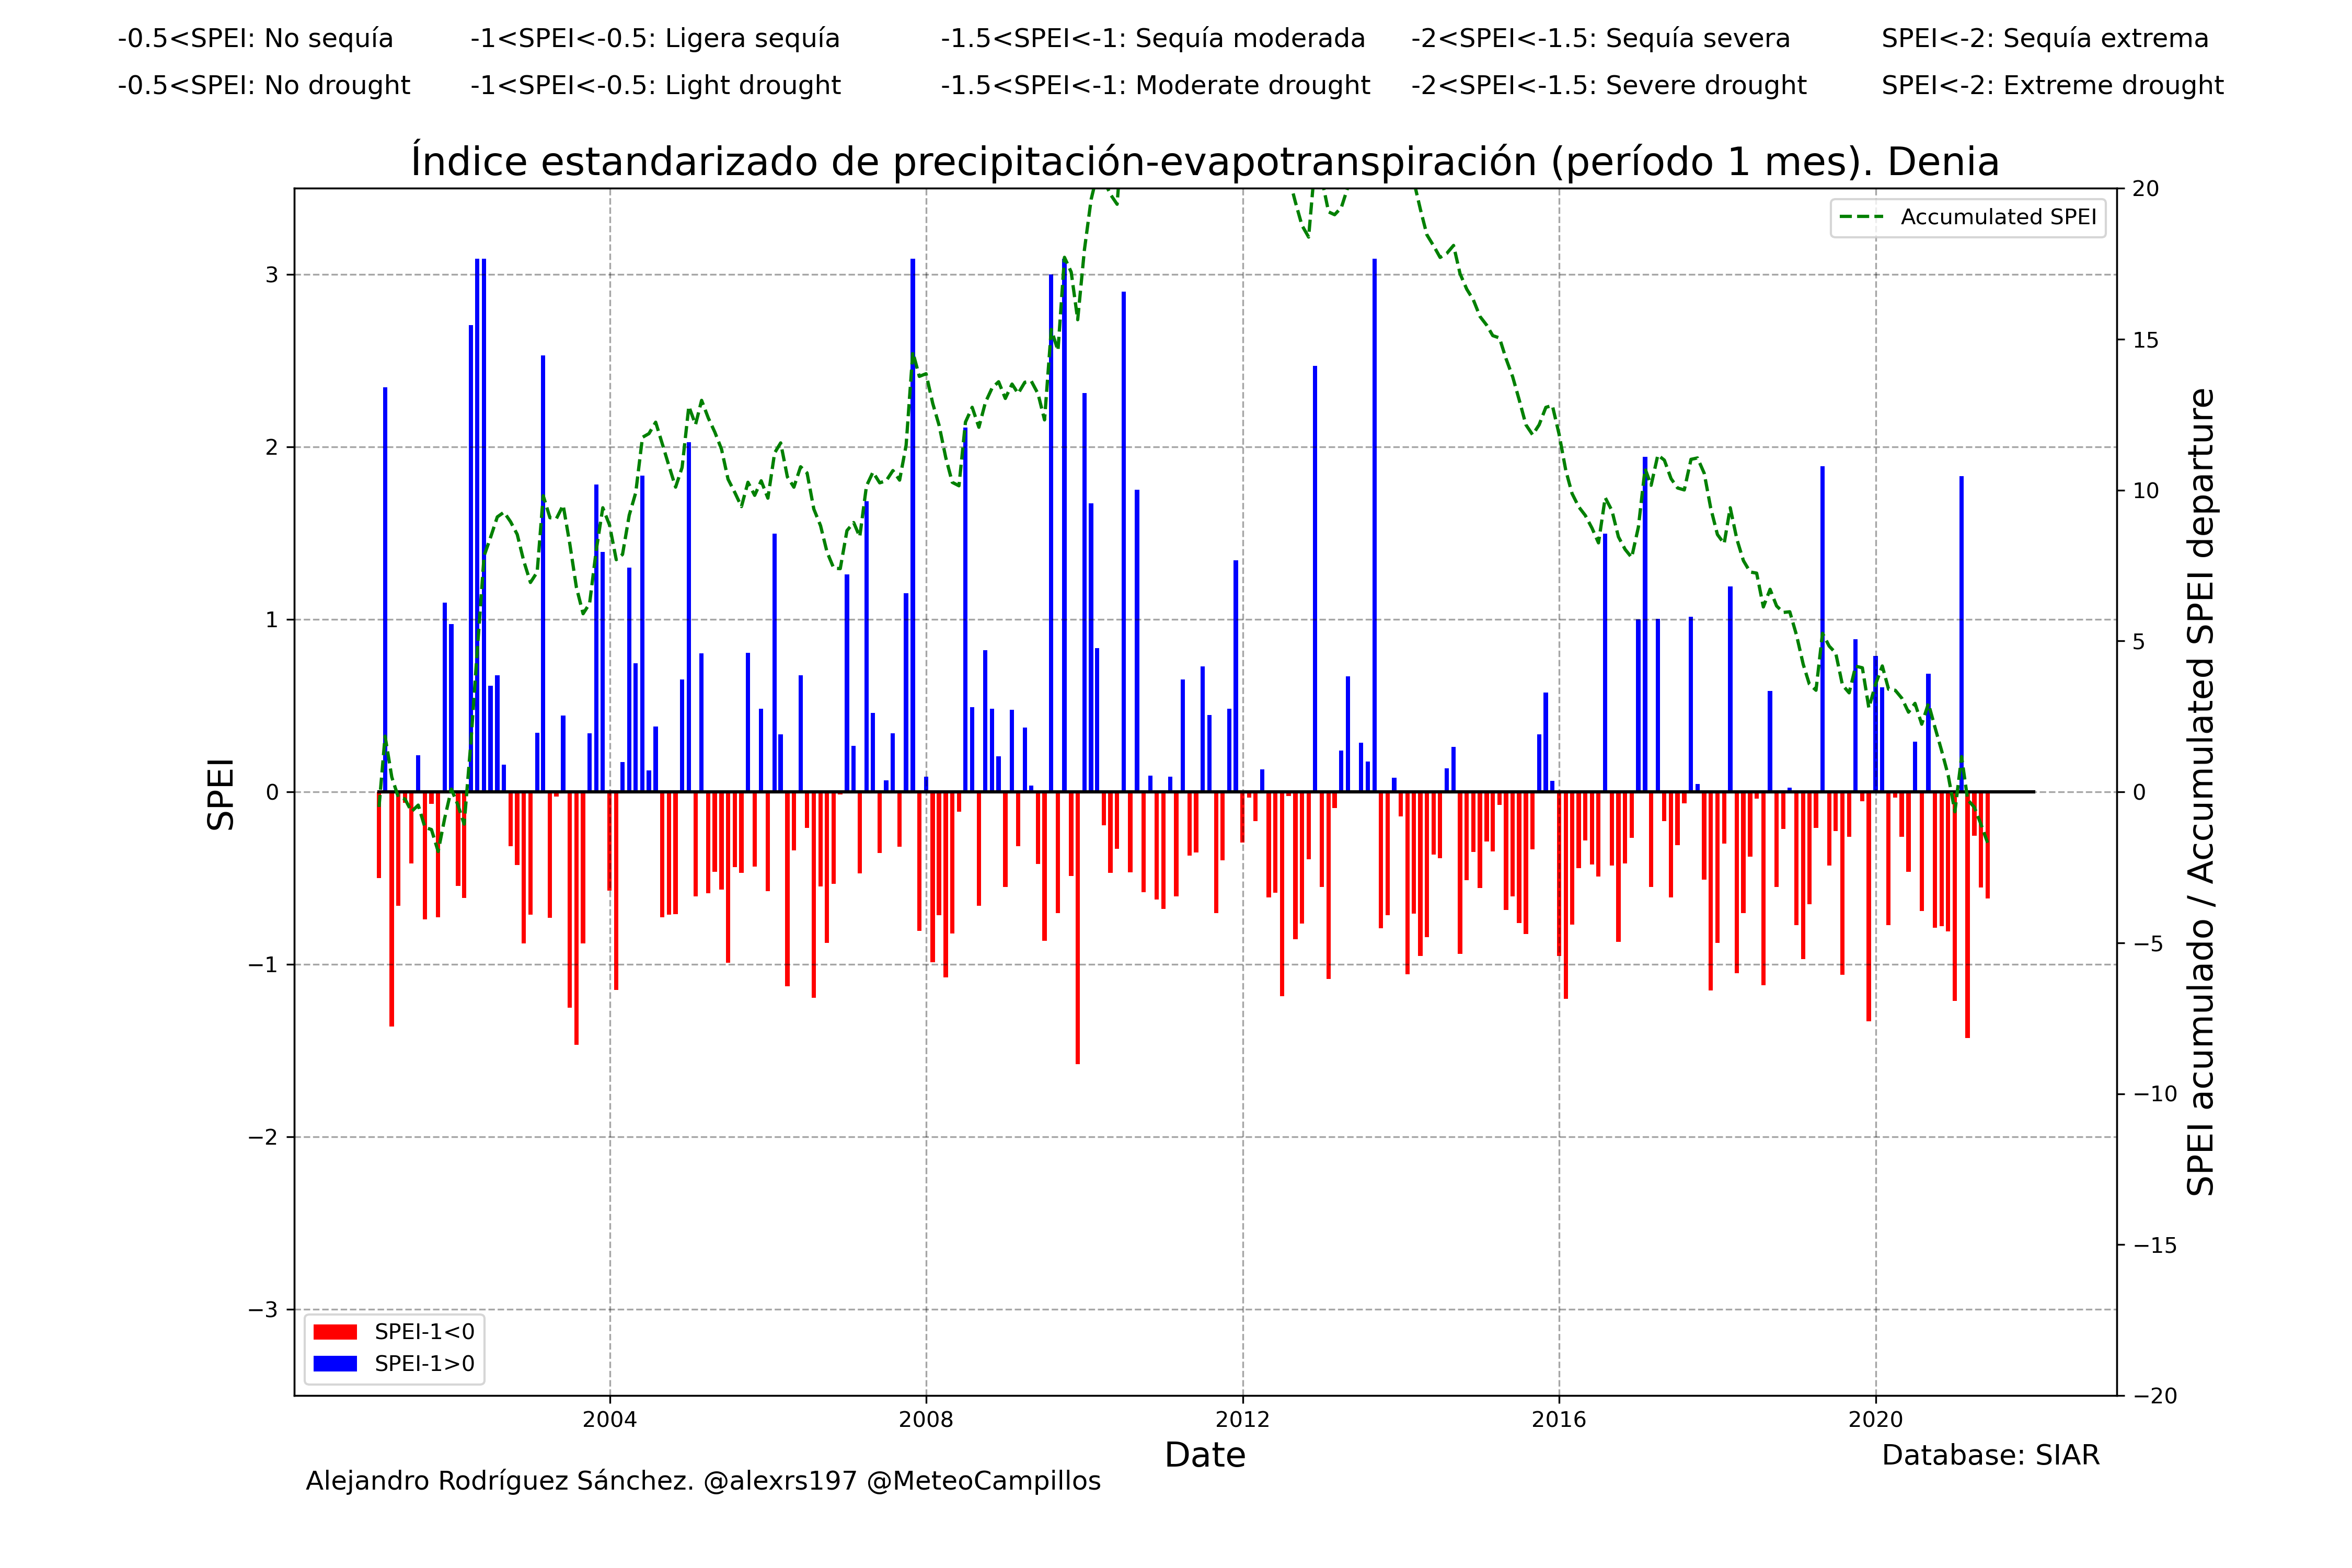 -0.5<SPEI: No sequía -1<SPEI<-0.5: Ligera sequía -1.5<SPEI<-1: Sequía moderada -2<SPEI<-1.5: Sequía severa SPEI<-2: Sequía extrema
-0.5<SPEI: No drought -1<SPEI<-0.5: Light drought -1.5<SPEI<-1: Moderate drought -2<SPEI<-1.5: Severe drought SPEI<-2: Extreme drought
Índice estandarizado de precipitación-evapotranspiración (período 1 mes). Denia
Accumulated SPEI
SPEI
3
2
1
0
−1
−2
−3
20
15
10
5
0
−5
−10
−15
−20
SPEI acumulado / Accumulated SPEI departure
SPEI-1<0
SPEI-1>0
2004 2008 2012 2016 2020
Date
Database: SIAR
Alejandro Rodríguez Sánchez. @alexrs197 @MeteoCampillos